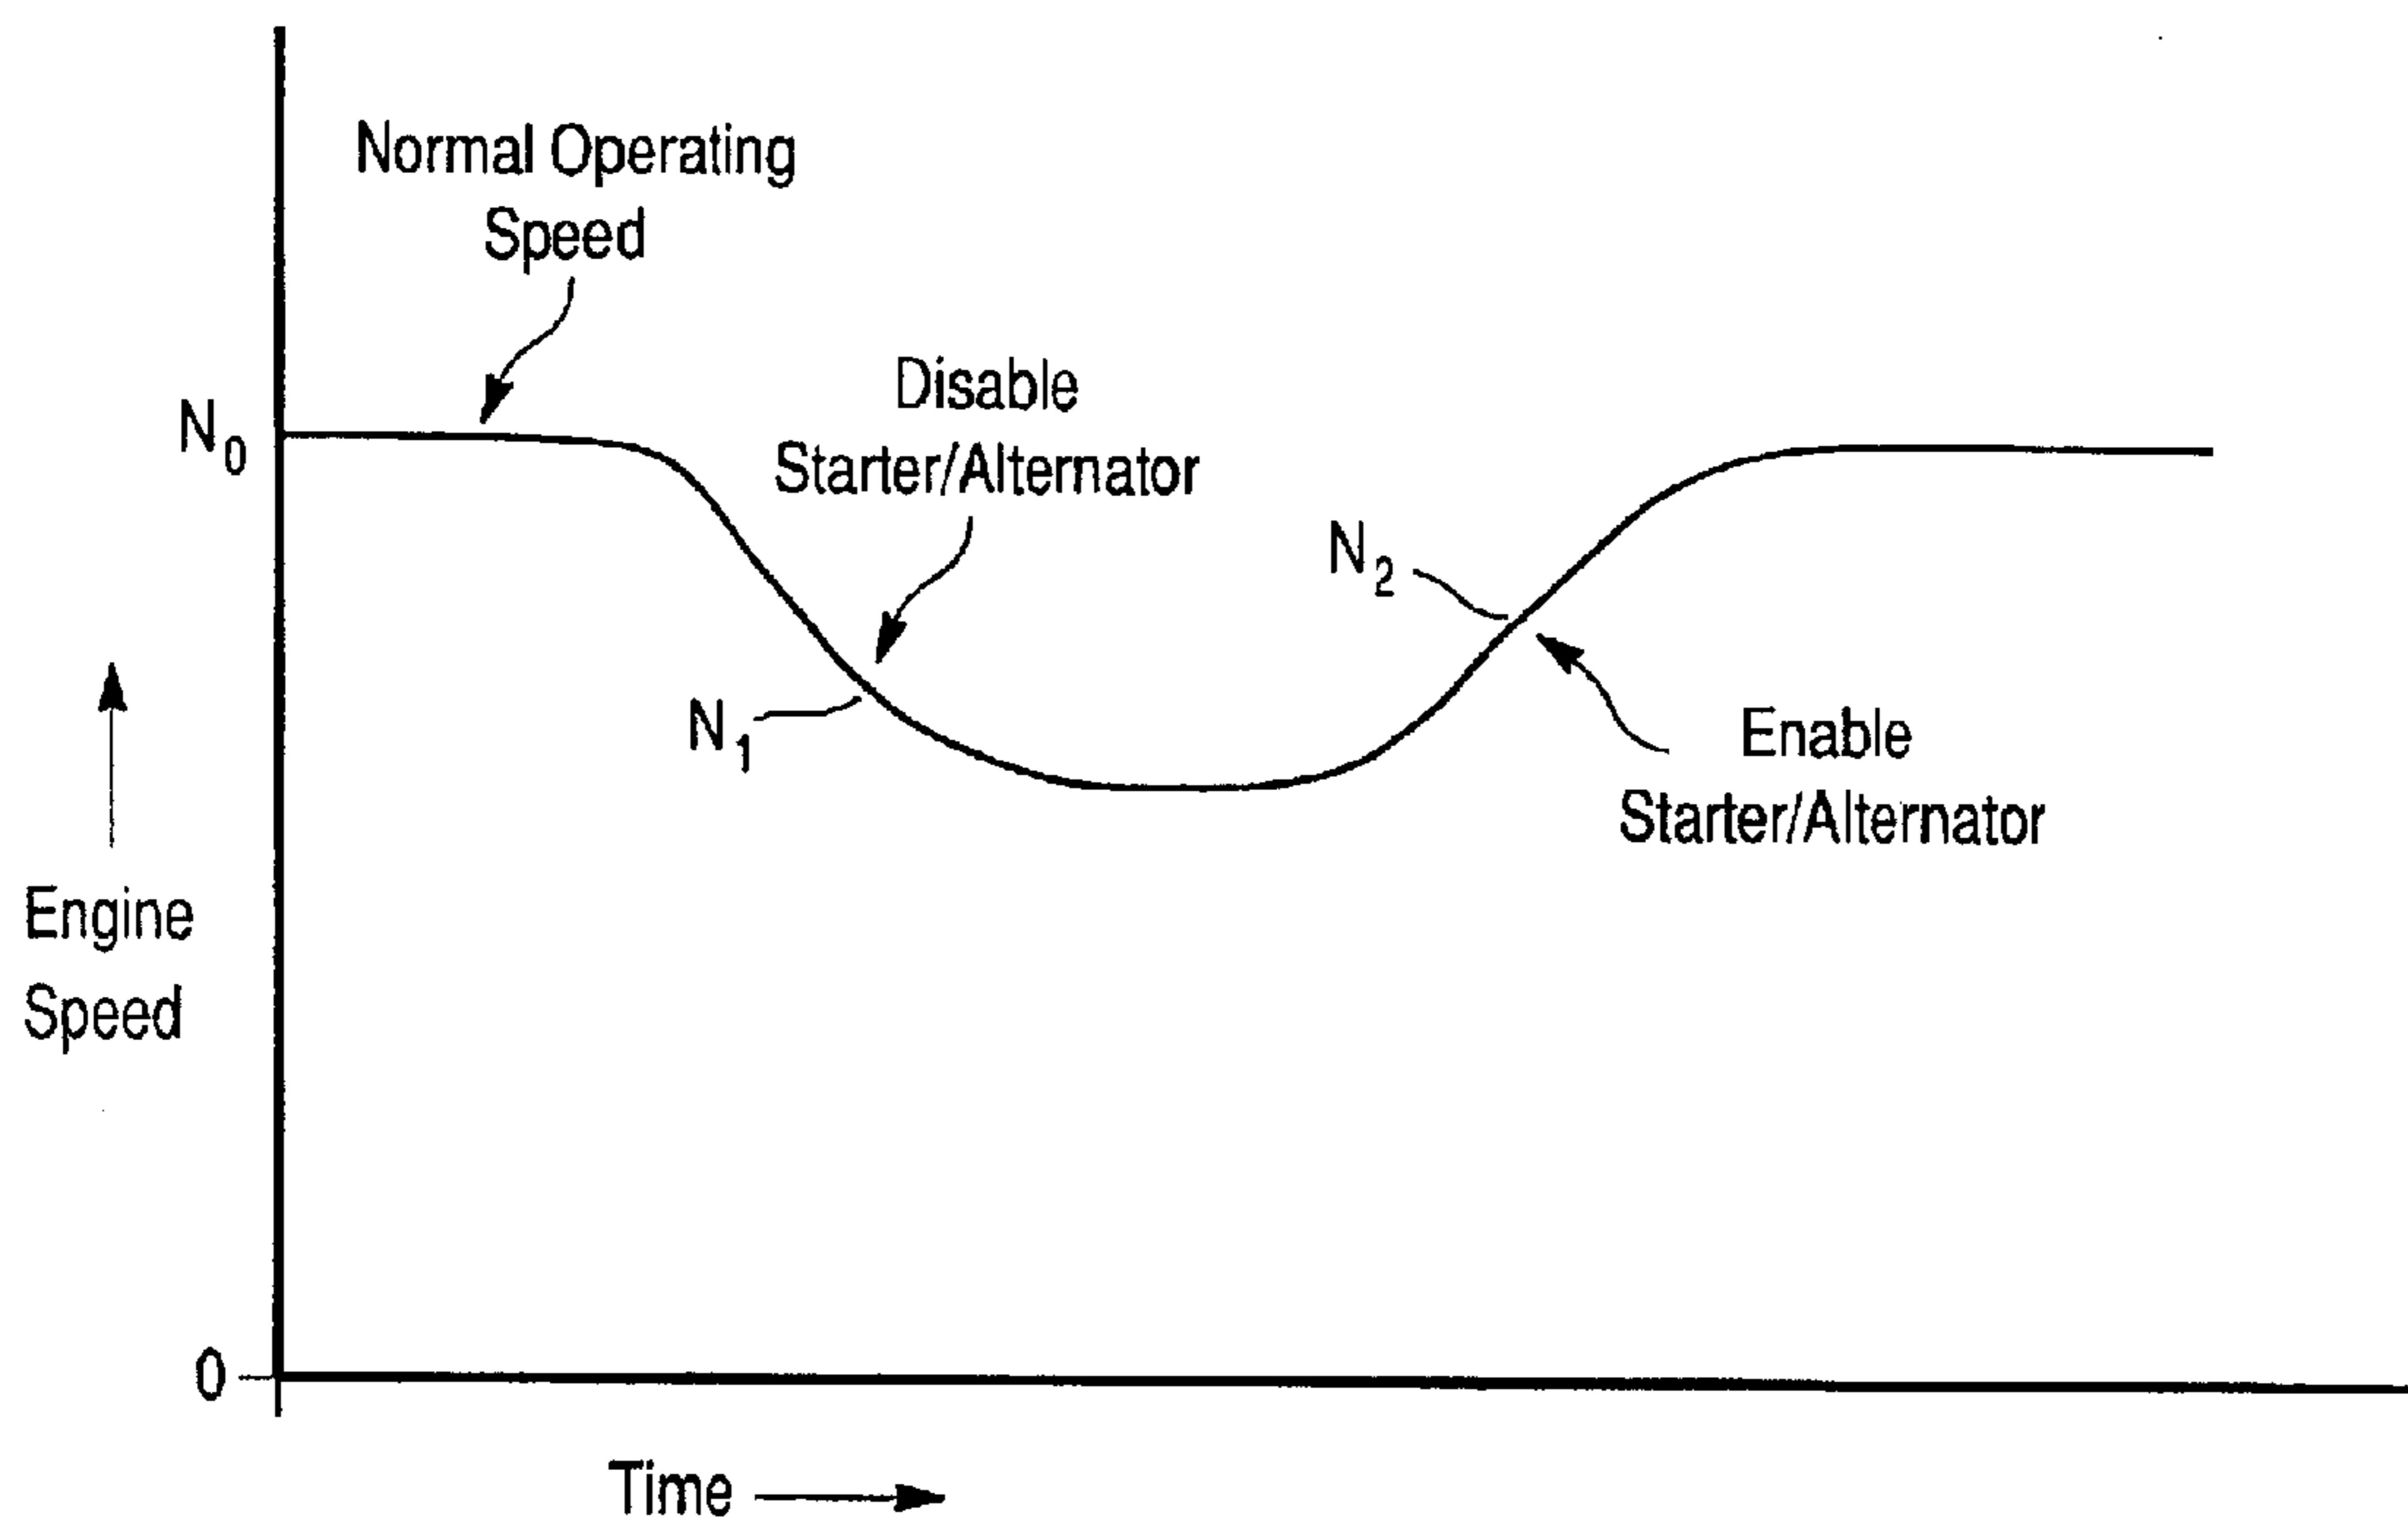 Normal Operating
Speed
N₀
Disable
Starter/Alternator
N₂
N₁
Enable
Starter/Alternator
Engine
Speed
0
Time